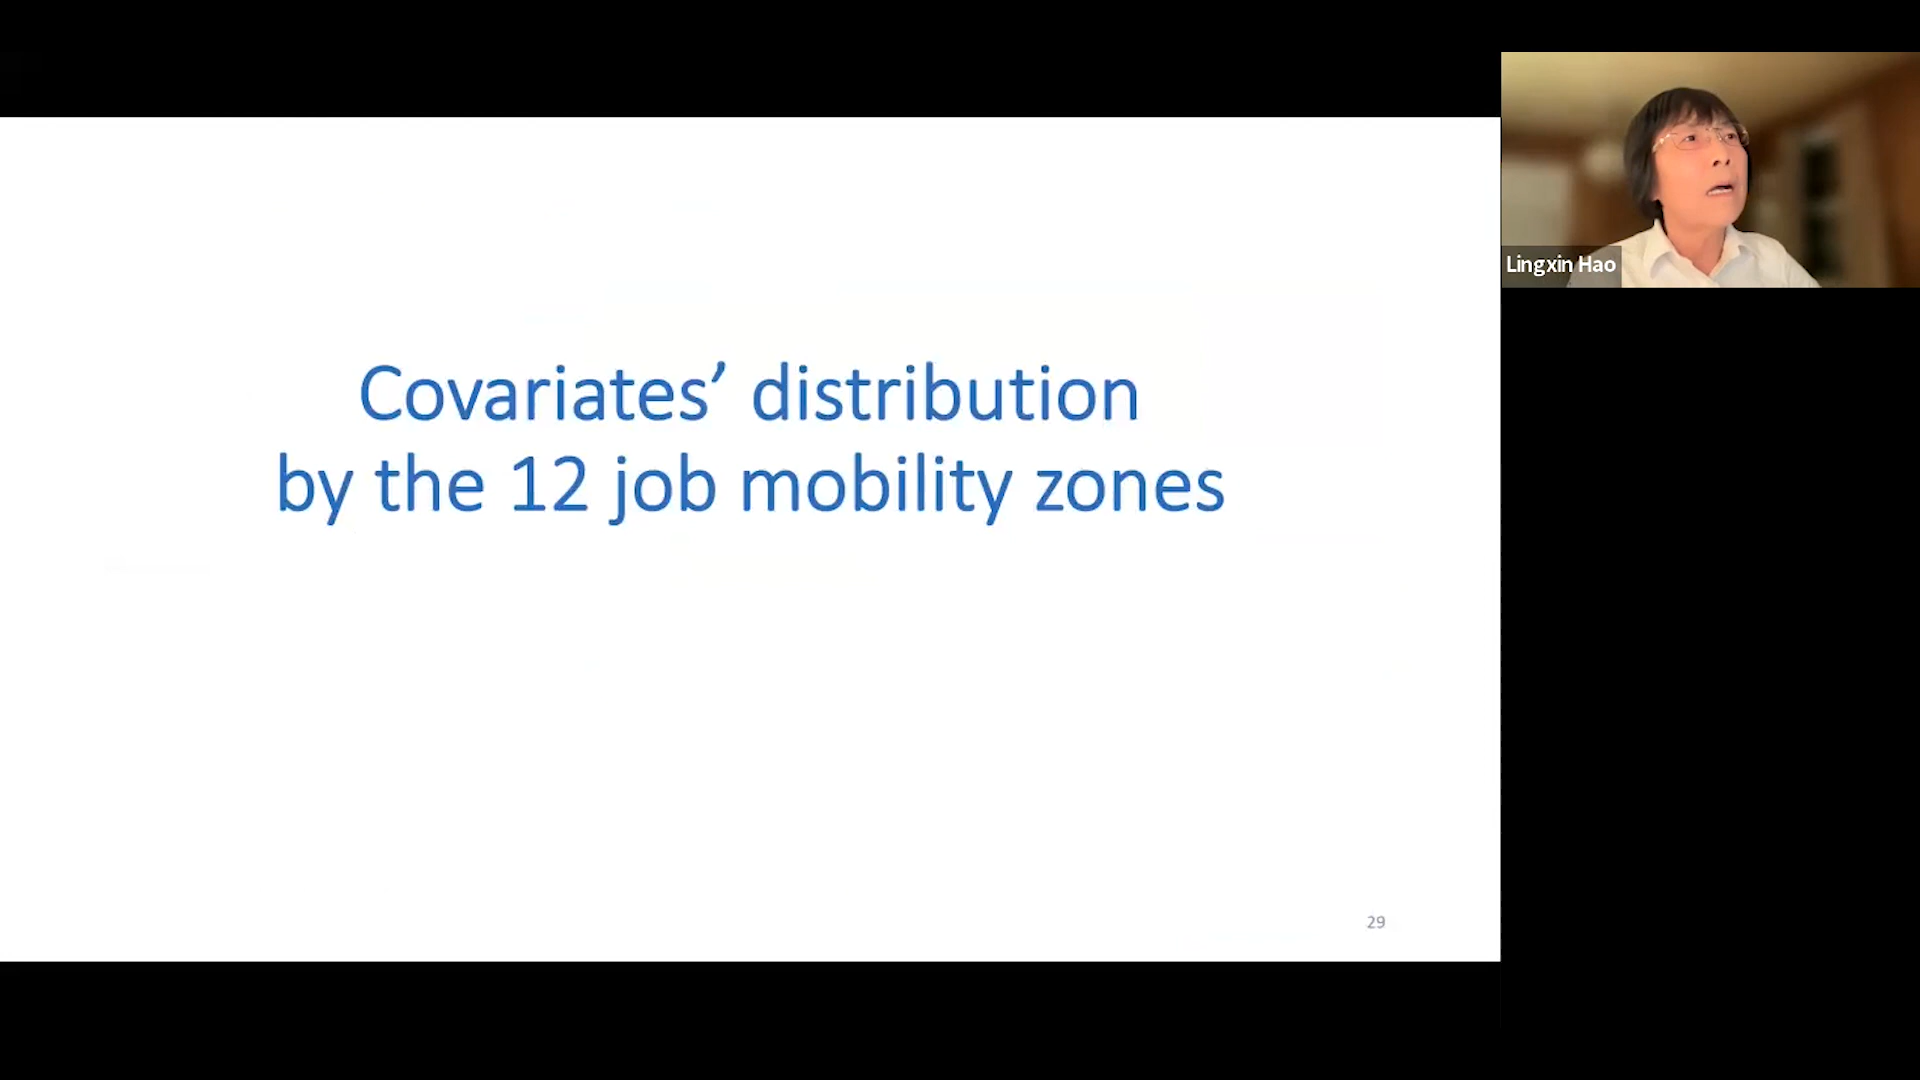 Covariates’ distribution
by the 12 job mobility zones
29
Lingxin Hao